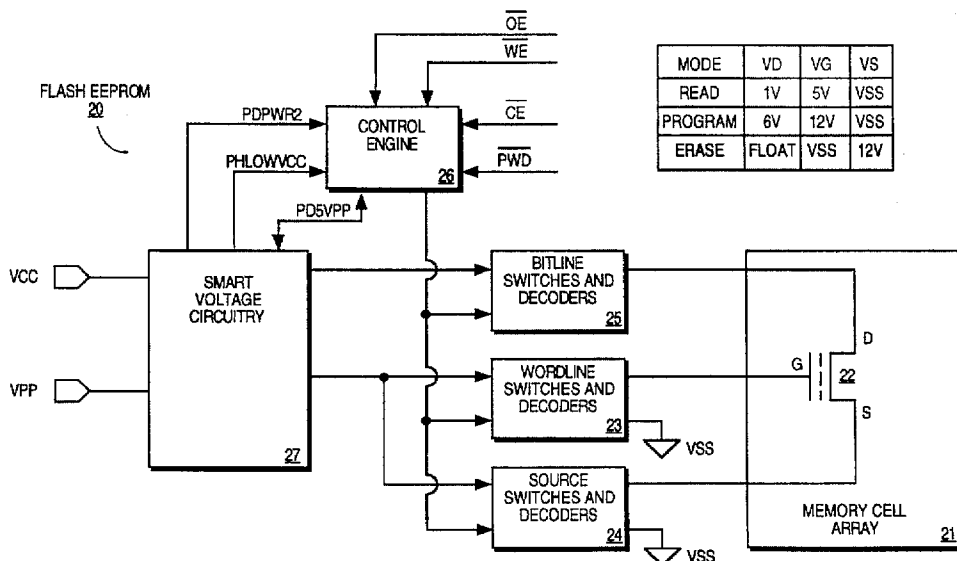 FLASH EEPROM
20
OE
WE
CE
PWD
PDPWR2
PHLOWVCC
PD5VPP
CONTROL
ENGINE
26
MODE VD VG VS
READ 1V 5V VSS
PROGRAM 6V 12V VSS
ERASE FLOAT VSS 12V
VCC
VPP
SMART
VOLTAGE
CIRCUITRY
27
BITLINE
SWITCHES AND
DECODERS
25
WORDLINE
SWITCHES AND
DECODERS
23
VSS
SOURCE
SWITCHES AND
DECODERS
24
VSS
D
G
22
S
MEMORY CELL
ARRAY
21